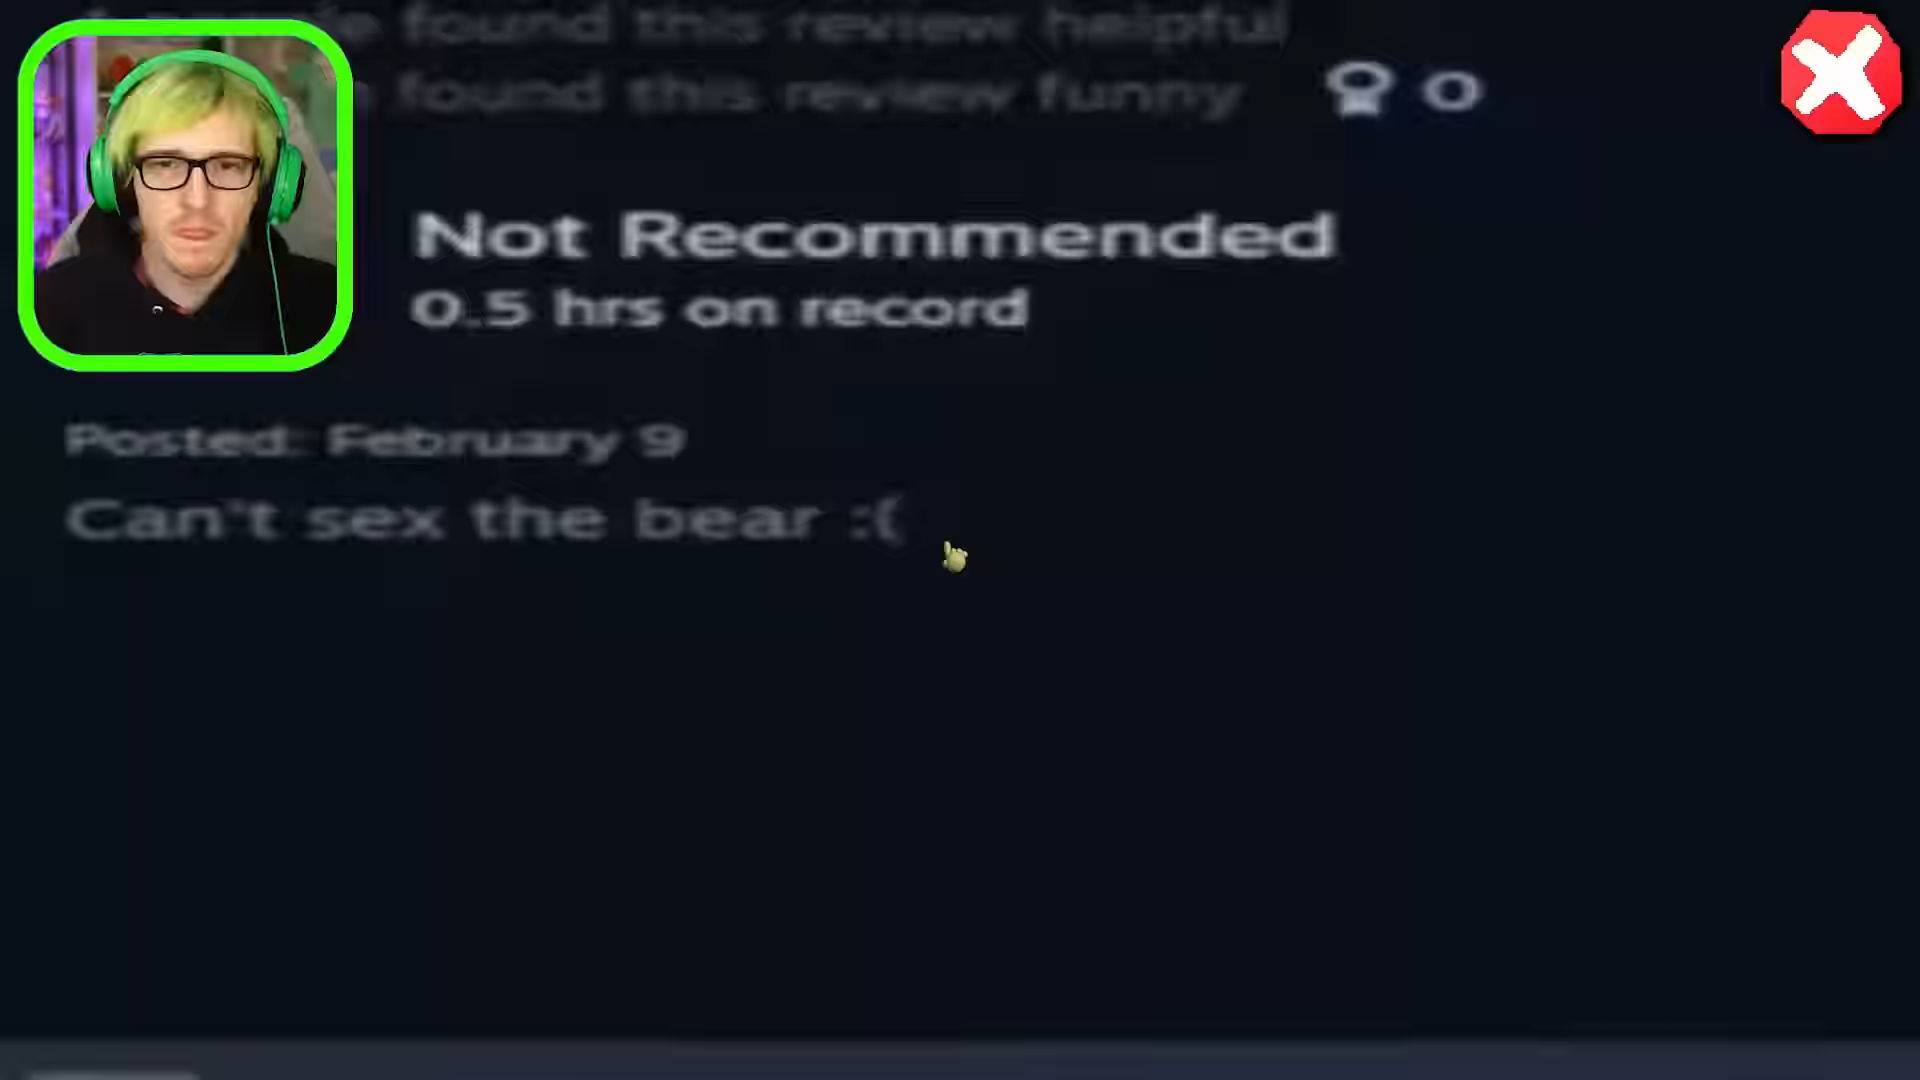 found this review helpful
found this review funny 0
Not Recommended
0.5 hrs on record
Posted: February 9
Can't sex the bear :(